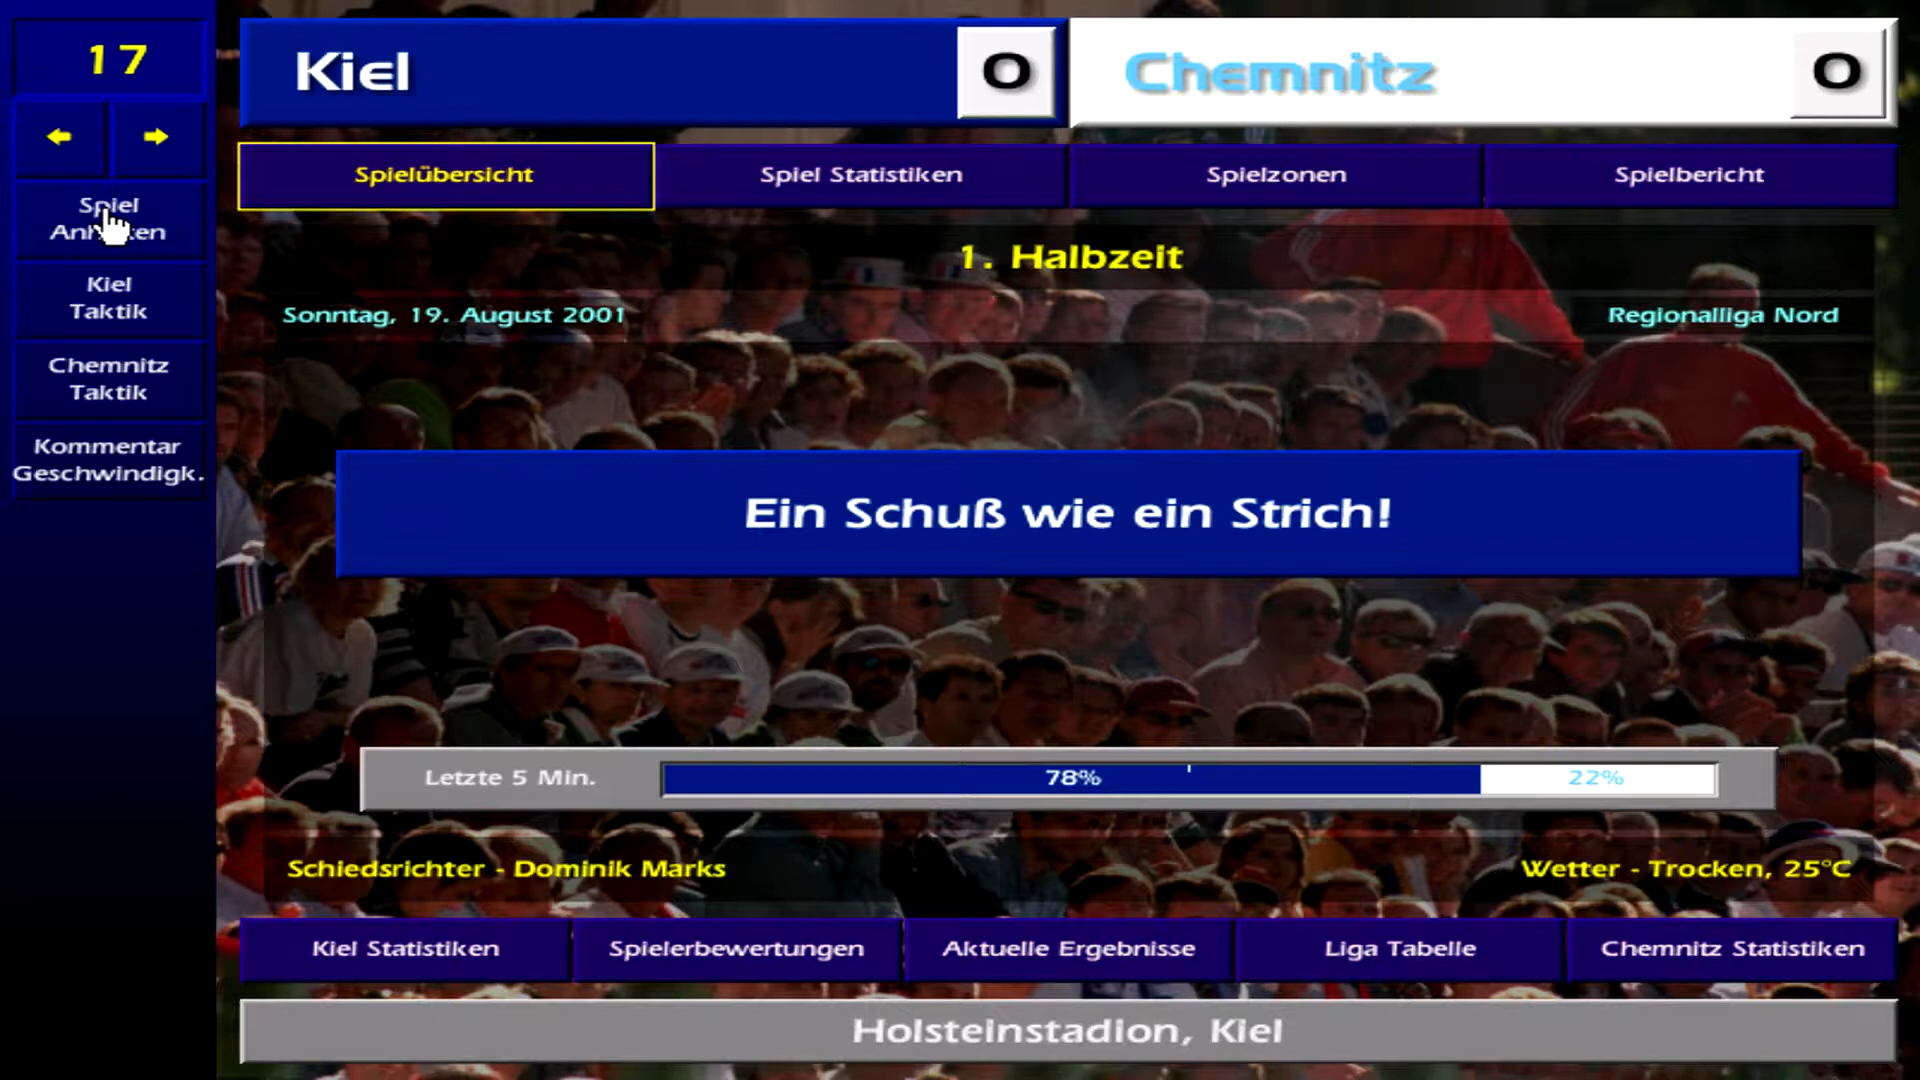 17
Kiel 0
Chemnitz 0
Spielübersicht
Spiel Statistiken
Spielzonen
Spielbericht
Spiel
Kiel
Taktik
Chemnitz
Taktik
Kommentar
Geschwindigk.
1. Halbzeit
Sonntag, 19. August 2001
Regionalliga Nord
Ein Schuß wie ein Strich!
Letzte 5 Min.
78%
22%
Schiedsrichter - Dominik Marks
Wetter - Trocken, 25°C
Kiel Statistiken
Spielerbewertungen
Aktuelle Ergebnisse
Liga Tabelle
Chemnitz Statistiken
Holsteinstadion, Kiel